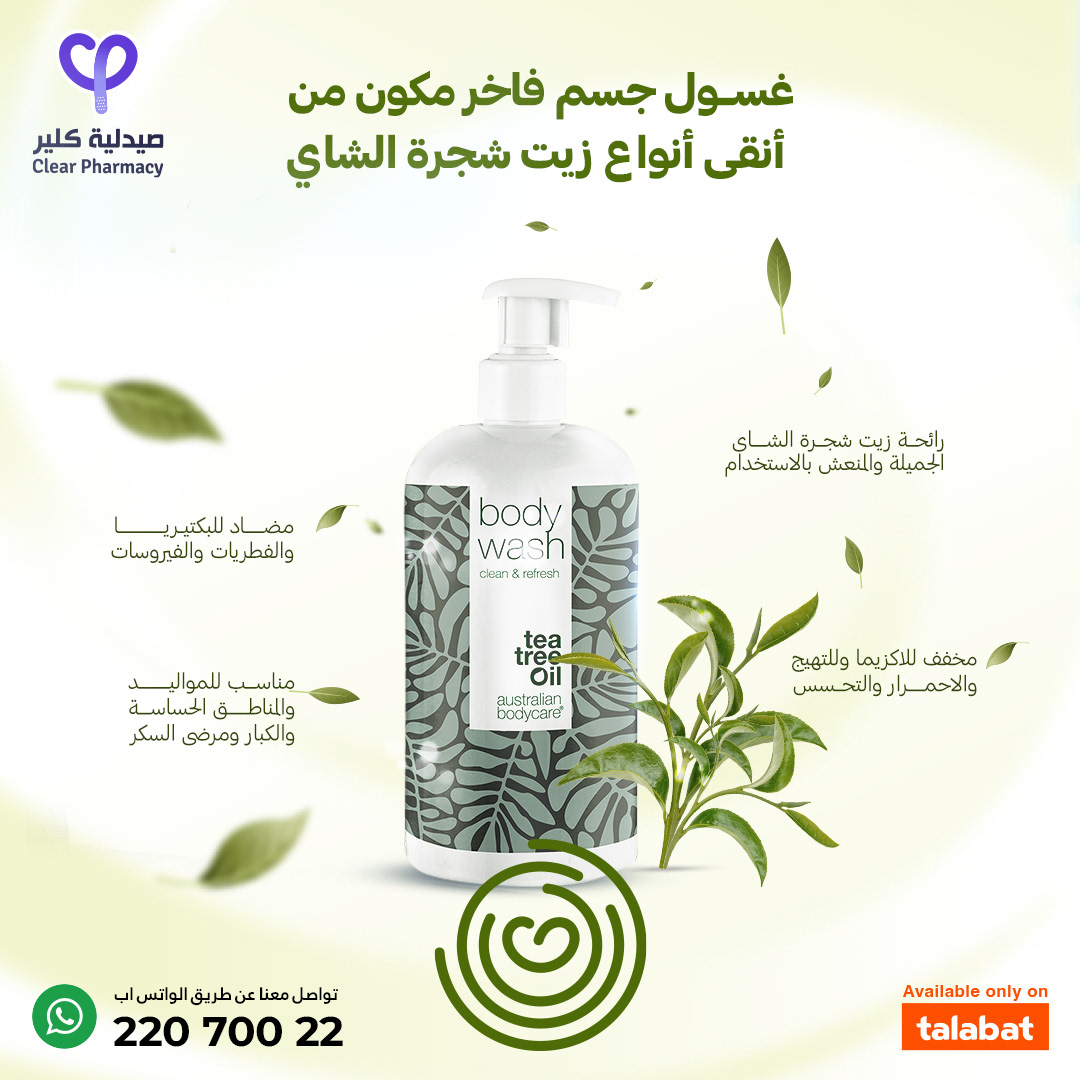 صيدلية كلير
Clear Pharmacy
غسول جسم فاخر مكون من
أنقى أنواع زيت شجرة الشاي
رائحة زيت شجرة الشاى
الجميلة والمنعش بالاستخدام
مضاد للبكتيريا
والفطريات والفيروسات
body
wash
clean & refresh
tea
tree
Oil
australian
bodycare®
مخفف للاكزيما وللتهيج
والاحمرار والتحسس
مناسب للمواليد
والمناطق الحساسة
والكبار ومرضى السكر
تواصل معنا عن طريق الواتس اب
220 700 22
Available only on
talabat